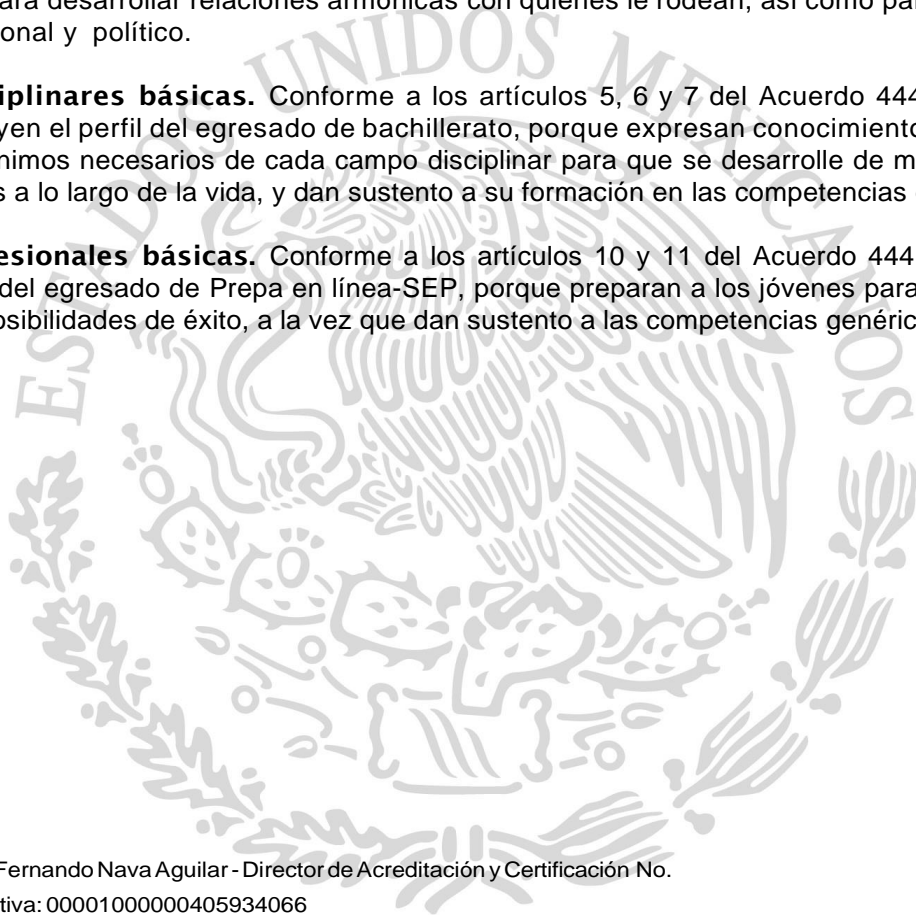 ara desarrollar relaciones armónicas con quienes le rodean, así como par
onal y político.
iplinares básicas. Conforme a los artículos 5, 6 y 7 del Acuerdo 444
yen el perfil del egresado de bachillerato, porque expresan conocimiento
nimos necesarios de cada campo disciplinar para que se desarrolle de m
s a lo largo de la vida, y dan sustento a su formación en las competencias
esionales básicas. Conforme a los artículos 10 y 11 del Acuerdo 444
del egresado de Prepa en línea-SEP, porque preparan a los jóvenes para
osibilidades de éxito, a la vez que dan sustento a las competencias genéric
ESTADOS UNIDOS MEXICANOS
Fernando Nava Aguilar - Director de Acreditación y Certificación No.
tiva: 00001000000405934066